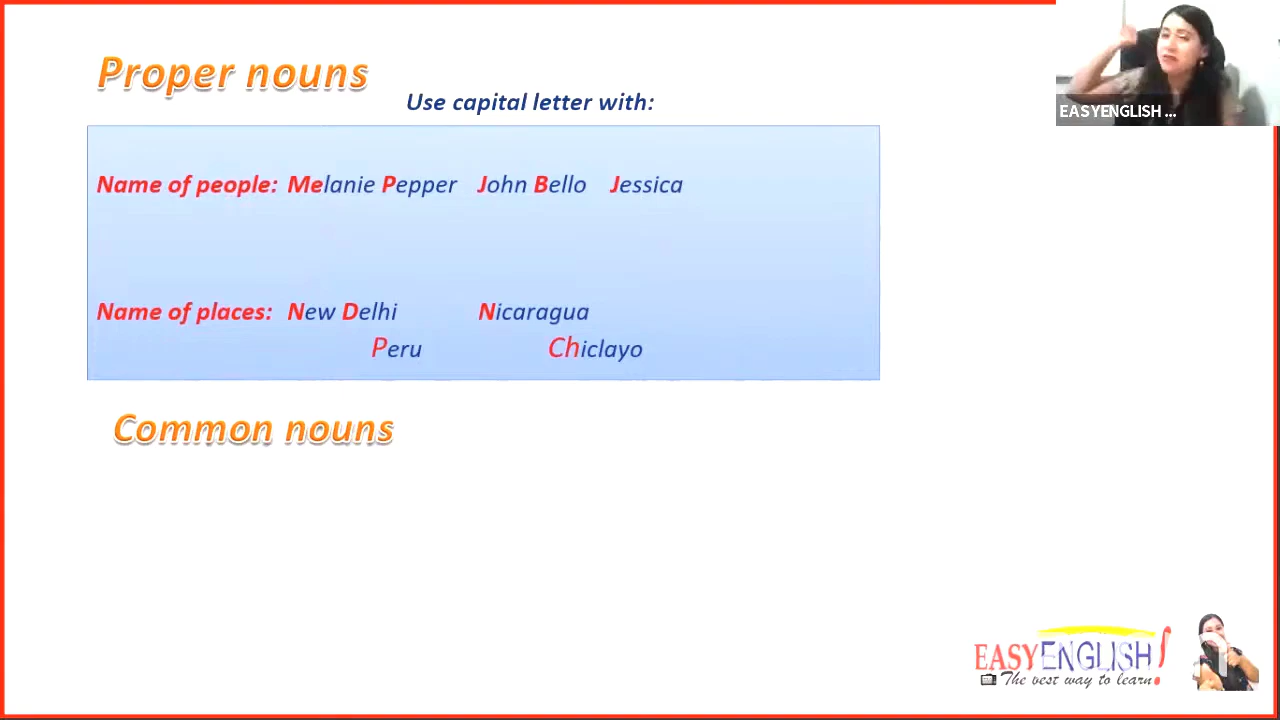 Proper nouns
Use capital letter with:
EASYENGLISH ...
Name of people: Melanie Pepper John Bello Jessica
Name of places: New Delhi Nicaragua
Peru Chiclayo
Common nouns
EASYENGLISH!
The vest way to learn